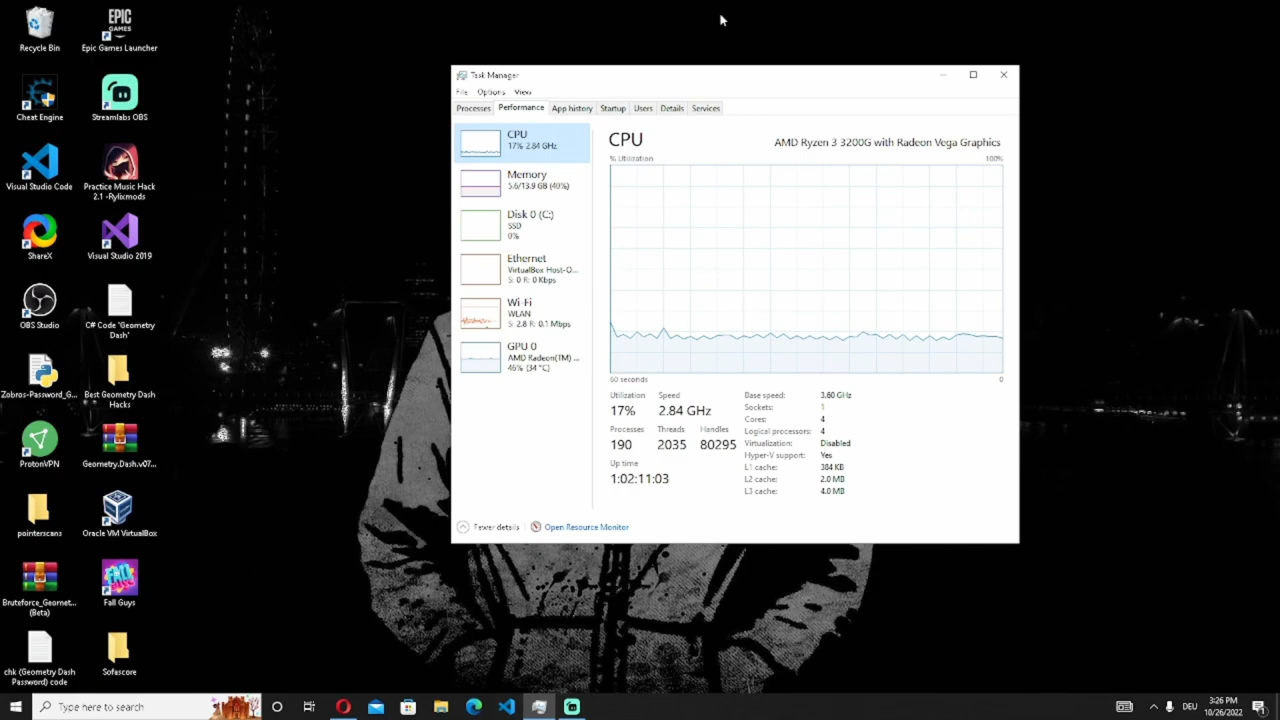 Recycle Bin
EPIC
GAMES
Epic Games Launcher
Cheat Engine
Streamlabs OBS
Visual Studio Code
Practice Music Hack
2.1 -Rylixmods
ShareX
Visual Studio 2019
OBS Studio
C# Code "Geometry
Dash"
Zobros-Password_G...
Best Geometry Dash
Hacks
ProtonVPN
Geometry.Dash.v07...
pointerscans
Oracle VM VirtualBox
Bruteforce_Geomet...
(Beta)
FALL
GUYS
Fall Guys
chk (Geometry Dash
Password) code
Sofascore
Task Manager
File Options View
Processes Performance App history Startup Users Details Services
CPU
17% 2.84 GHz
Memory
5.6/13.9 GB (40%)
Disk 0 (C:)
SSD
0%
Ethernet
VirtualBox Host-O...
S: 0 R: 0 Kbps
Wi-Fi
WLAN
S: 2.8 R: 0.1 Mbps
GPU 0
AMD Radeon(TM) ...
46% (34 °C)
CPU AMD Ryzen 3 3200G with Radeon Vega Graphics
% Utilization 100%
60 seconds 0
Utilization Speed
17% 2.84 GHz
Processes Threads Handles
190 2035 80295
Up time
1:02:11:03
Base speed: 3.60 GHz
Sockets: 1
Cores: 4
Logical processors: 4
Virtualization: Disabled
Hyper-V support: Yes
L1 cache: 384 KB
L2 cache: 2.0 MB
L3 cache: 4.0 MB
Fewer details Open Resource Monitor
Type here to search
DEU
3:26 PM
10/26/2022